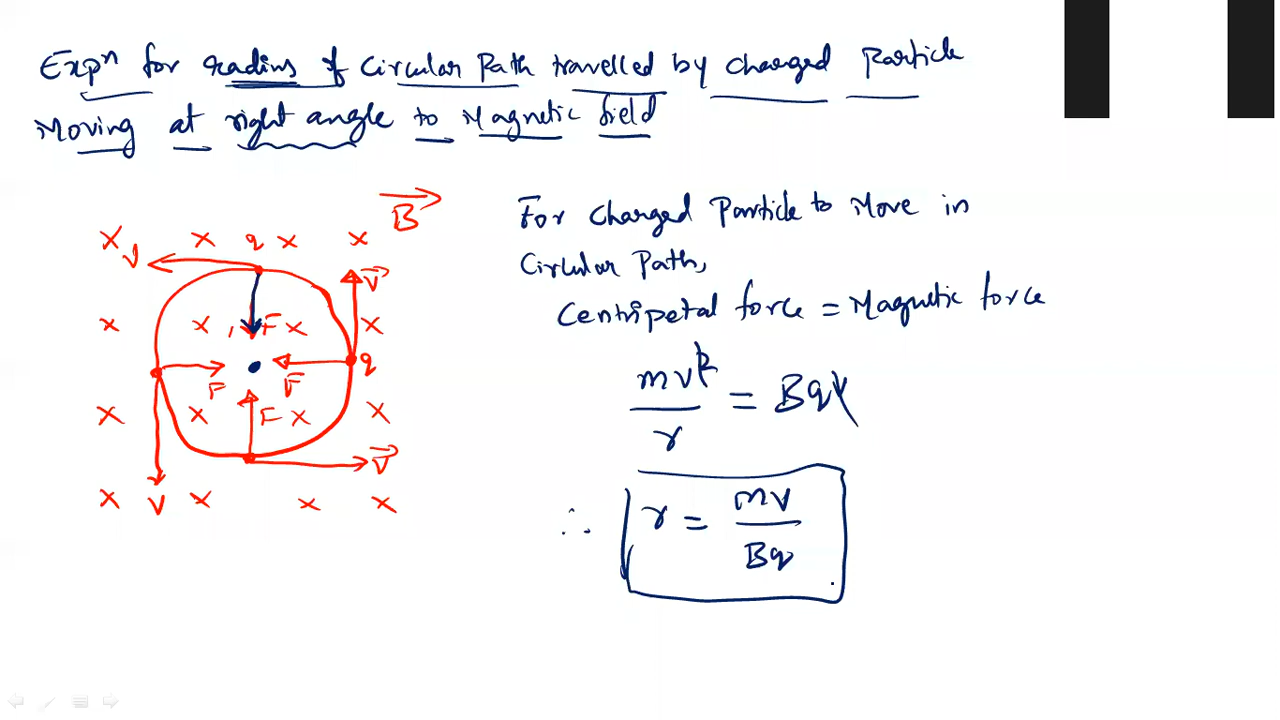 Expⁿ for radius of Circular Path travelled by charged Particle
Moving at right angle to Magnetic field
B
x x q x x
v
v
x x F x x
q
F F
x x F x x
v
x v x x x
For Charged Particle to Move in
Circular Path,
Centripetal force = Magnetic force
mv²/r = Bqv
∴ r = mv/Bq